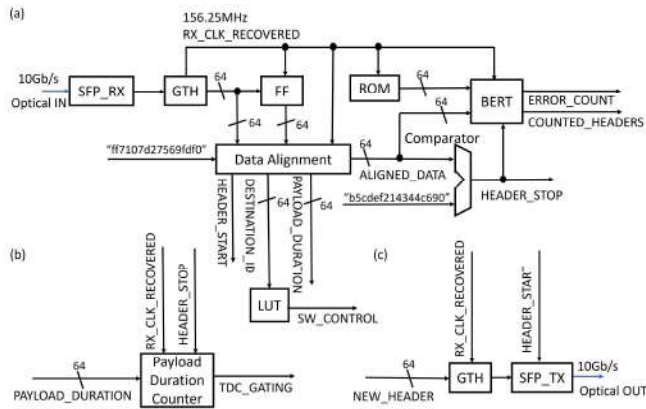 (a)
156.25MHz
RX_CLK_RECOVERED
10Gb/s
Optical IN
SFP_RX
GTH
64
FF
64
64
ROM
64
64
BERT
ERROR_COUNT
COUNTED_HEADERS
"ff7107d27569fdf0"
Data Alignment
64
ALIGNED_DATA
Comparator
HEADER_STOP
"b5cdef214344c690"
HEADER_START
DESTINATION_ID
64
PAYLOAD_DURATION
64
LUT
SW_CONTROL
(b)
RX_CLK_RECOVERED
HEADER_STOP
64
PAYLOAD_DURATION
Payload
Duration
Counter
TDC_GATING
(c)
RX_CLK_RECOVERED
HEADER_START
64
NEW_HEADER
GTH
SFP_TX
10Gb/s
Optical OUT